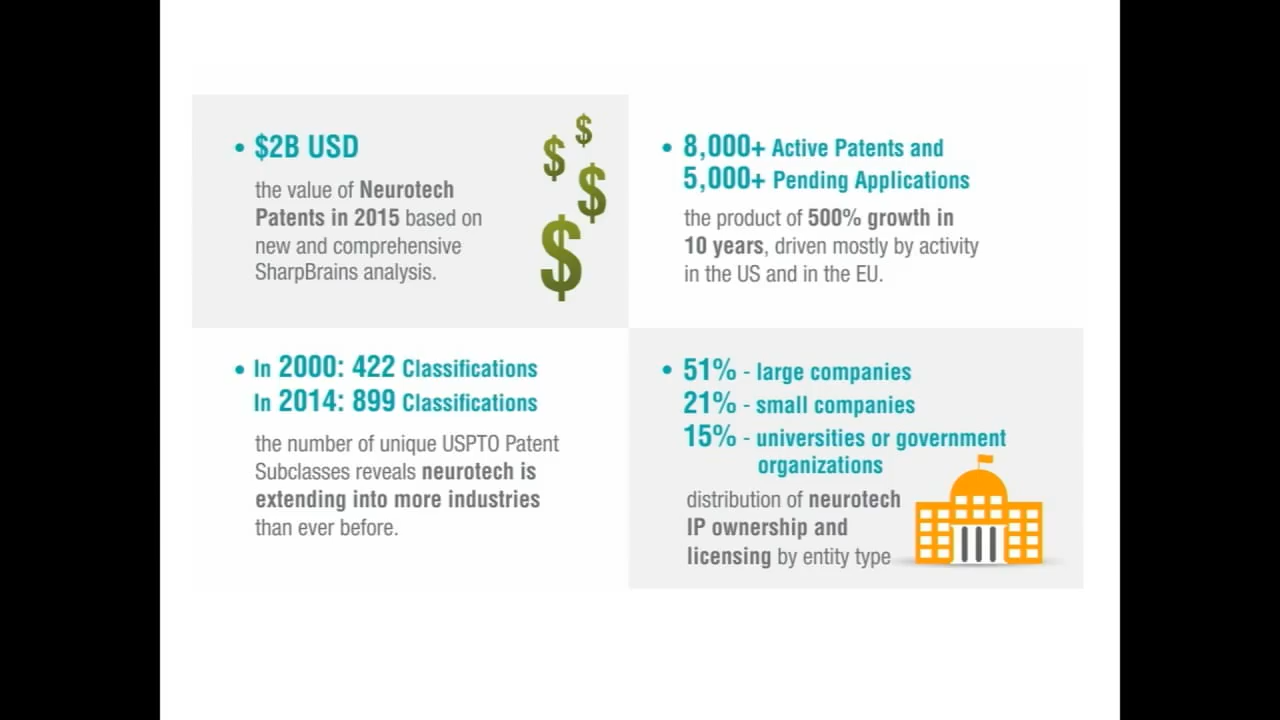 • $2B USD
the value of Neurotech
Patents in 2015 based on
new and comprehensive
SharpBrains analysis.
$
$
$
$
• 8,000+ Active Patents and
5,000+ Pending Applications
the product of 500% growth in
10 years, driven mostly by activity
in the US and in the EU.
• In 2000: 422 Classifications
In 2014: 899 Classifications
the number of unique USPTO Patent
Subclasses reveals neurotech is
extending into more industries
than ever before.
• 51% - large companies
21% - small companies
15% - universities or government
organizations
distribution of neurotech
IP ownership and
licensing by entity type